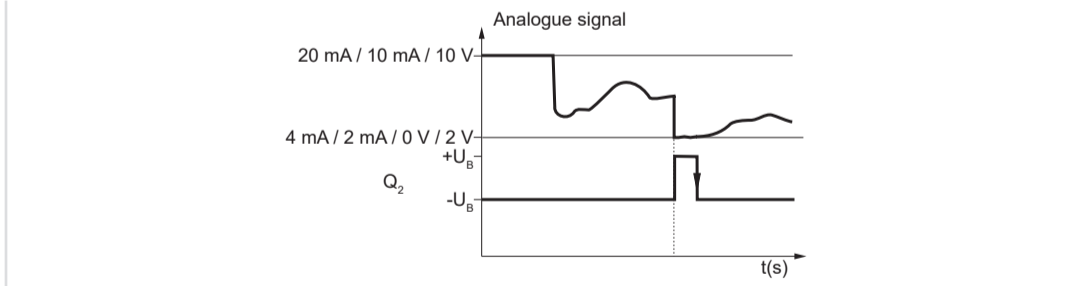 Analogue signal
20 mA / 10 mA / 10 V
4 mA / 2 mA / 0 V / 2 V
+U_B
Q_2
-U_B
t(s)